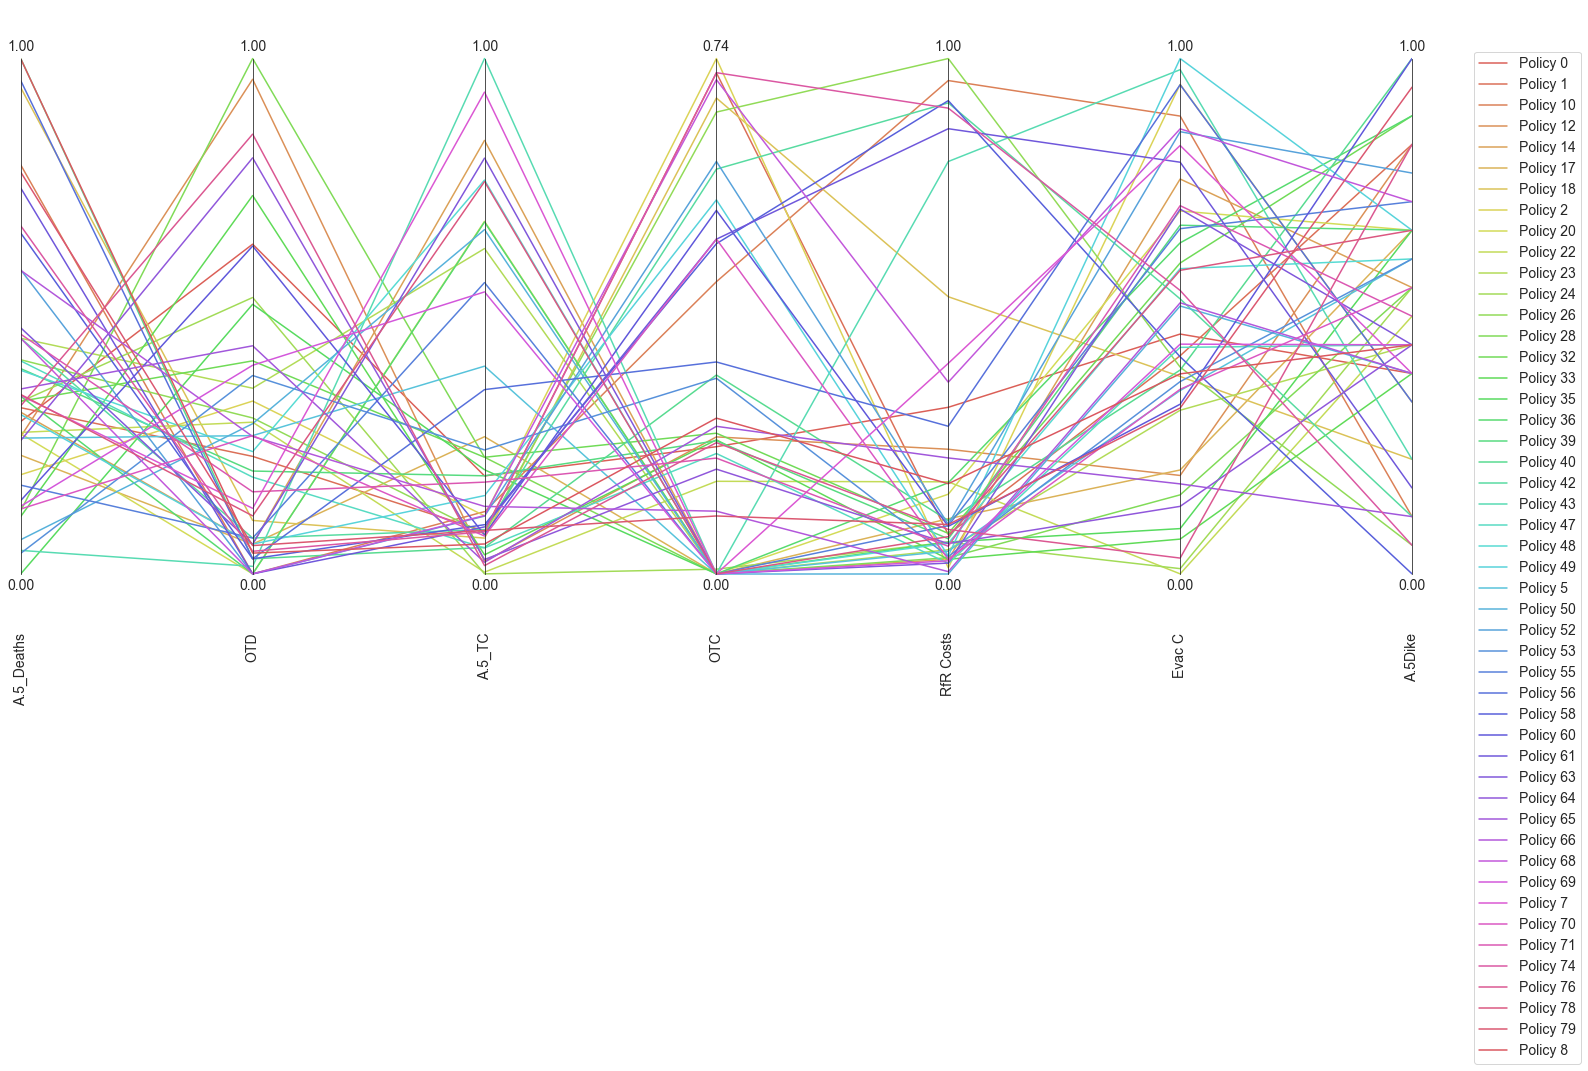 1.00 1.00 1.00 0.74 1.00 1.00 1.00
0.00 0.00 0.00 0.00 0.00 0.00 0.00
A.5_Deaths
OTD
A.5_TC
OTC
RfR Costs
Evac C
A.5Dike
Policy 0
Policy 1
Policy 10
Policy 12
Policy 14
Policy 17
Policy 18
Policy 2
Policy 20
Policy 22
Policy 23
Policy 24
Policy 26
Policy 28
Policy 32
Policy 33
Policy 35
Policy 36
Policy 39
Policy 40
Policy 42
Policy 43
Policy 47
Policy 48
Policy 49
Policy 5
Policy 50
Policy 52
Policy 53
Policy 55
Policy 56
Policy 58
Policy 60
Policy 61
Policy 63
Policy 64
Policy 65
Policy 66
Policy 68
Policy 69
Policy 7
Policy 70
Policy 71
Policy 74
Policy 76
Policy 78
Policy 79
Policy 8